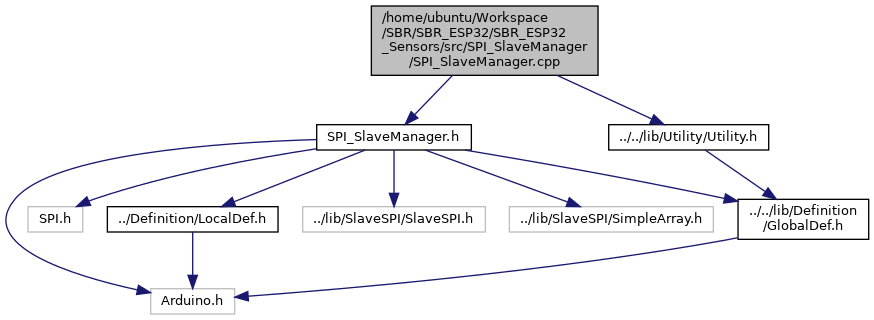 /home/ubuntu/Workspace
/SBR/SBR_ESP32/SBR_ESP32
_Sensors/src/SPI_SlaveManager
/SPI_SlaveManager.cpp
SPI_SlaveManager.h
../../lib/Utility/Utility.h
SPI.h
../Definition/LocalDef.h
../lib/SlaveSPI/SlaveSPI.h
../lib/SlaveSPI/SimpleArray.h
../../lib/Definition
/GlobalDef.h
Arduino.h